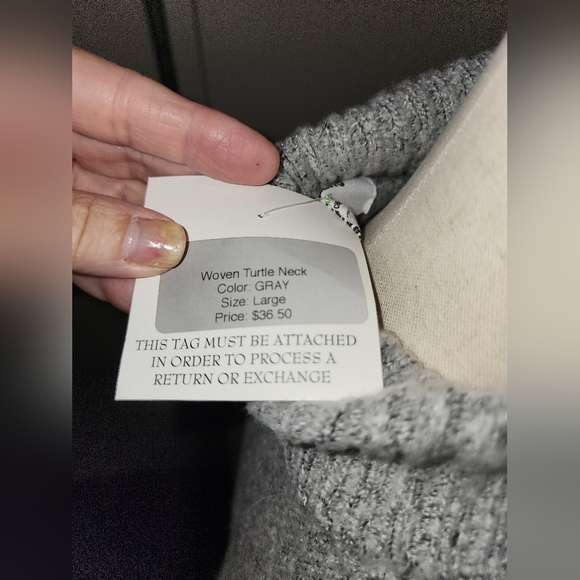 Woven Turtle Neck
Color: GRAY
Size: Large
Price: $36.50
THIS TAG MUST BE ATTACHED
IN ORDER TO PROCESS A
RETURN OR EXCHANGE